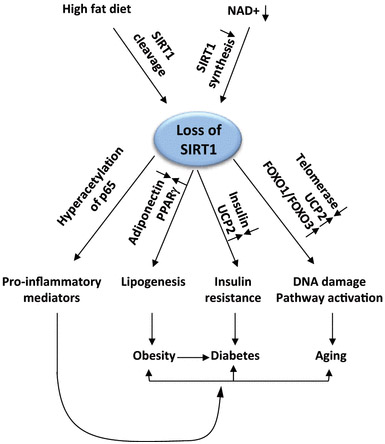 High fat diet
NAD+
SIRT1
cleavage
SIRT1
synthesis
Loss of
SIRT1
Hyperacetylation
of p65
Adiponectin
PPARγ
Insulin
UCP2
Telomerase
UCP2
FOXO1/FOXO3
Pro-inflammatory
mediators
Lipogenesis
Insulin
resistance
DNA damage
Pathway activation
Obesity
Diabetes
Aging